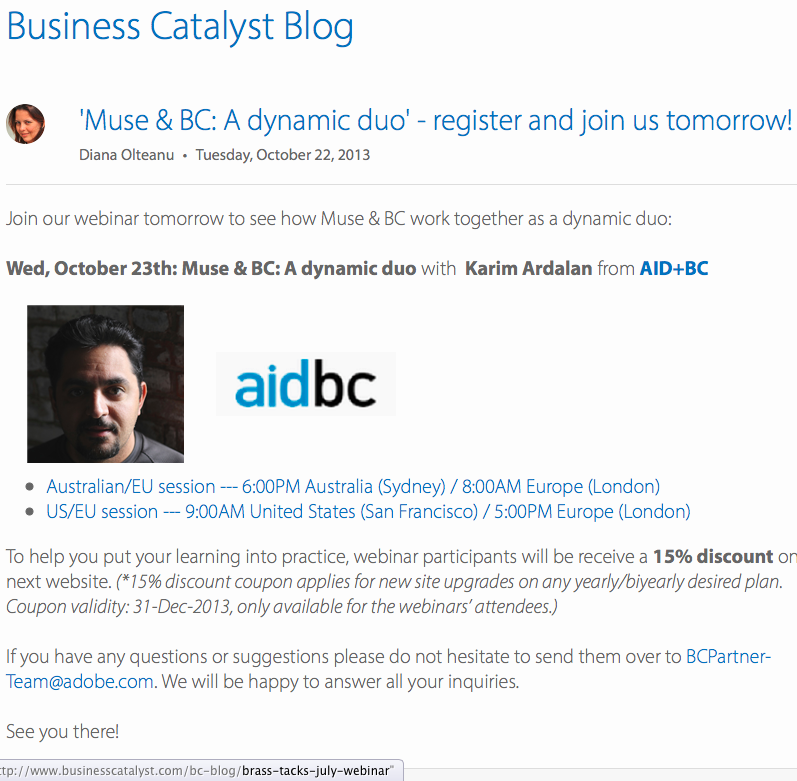 Business Catalyst Blog
'Muse & BC: A dynamic duo' - register and join us tomorrow!
Diana Olteanu • Tuesday, October 22, 2013
Join our webinar tomorrow to see how Muse & BC work together as a dynamic duo:
Wed, October 23th: Muse & BC: A dynamic duo with Karim Ardalan from AID+BC
aidbc
• Australian/EU session --- 6:00PM Australia (Sydney) / 8:00AM Europe (London)
• US/EU session --- 9:00AM United States (San Francisco) / 5:00PM Europe (London)
To help you put your learning into practice, webinar participants will be receive a 15% discount on
next website. (*15% discount coupon applies for new site upgrades on any yearly/biyearly desired plan.
Coupon validity: 31-Dec-2013, only available for the webinars’ attendees.)
If you have any questions or suggestions please do not hesitate to send them over to BCPartner-
Team@adobe.com. We will be happy to answer all your inquiries.
See you there!
ttp://www.businesscatalyst.com/bc-blog/brass-tacks-july-webinar"